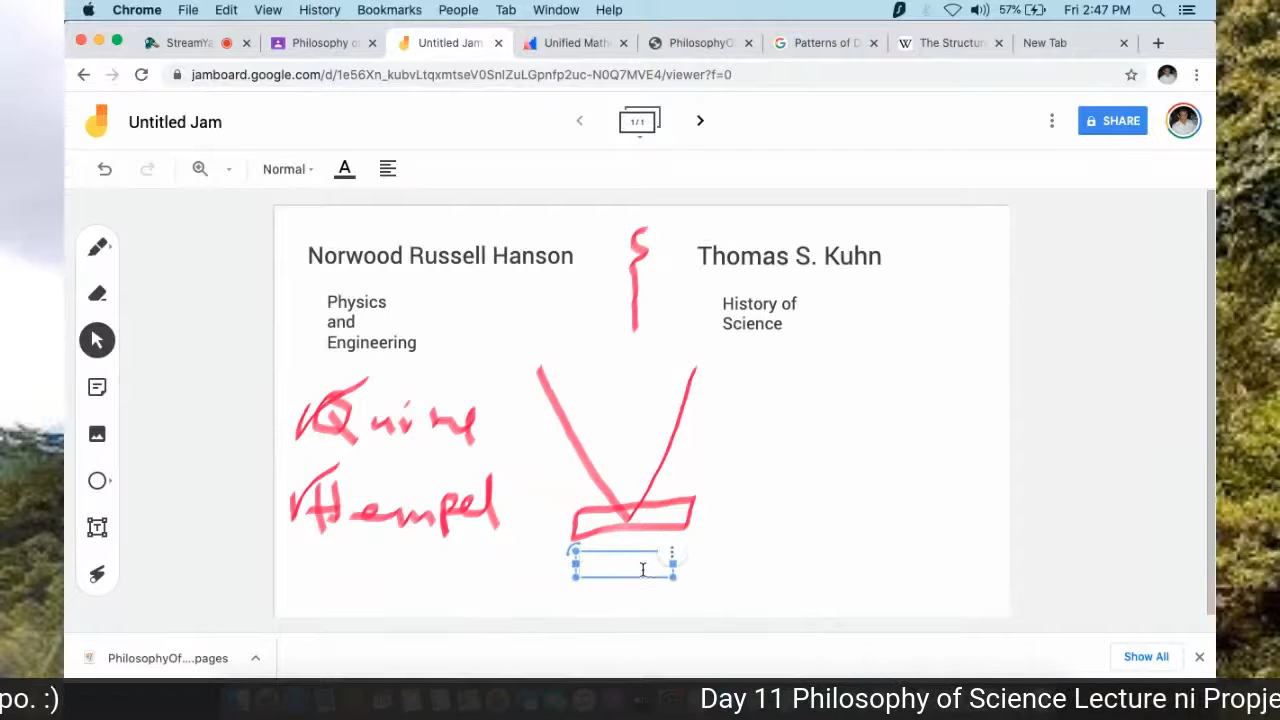 Chrome File Edit View History Bookmarks People Tab Window Help 57% Fri 2:47 PM
StreamYa Philosophy of Untitled Jam Unified Math PhilosophyO Patterns of D The Structur New Tab
jamboard.google.com/d/1e56Xn_kubvLtqxmtseV0SnIZuLGpnfp2uc-N0Q7MVE4/viewer?f=0
Untitled Jam 1/1 SHARE
Normal A
Norwood Russell Hanson Thomas S. Kuhn
Physics
and
Engineering
History of
Science
Quine
Hempel
PhilosophyOf....pages Show All
po. :) Day 11 Philosophy of Science Lecture ni Propje